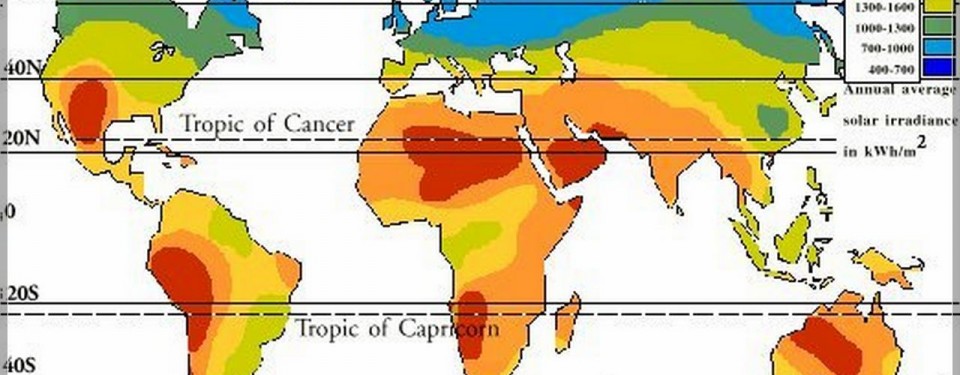 1300-1600
1000-1300
700-1000
400-700
40N
Annual average
solar irradiance
in kWh/m2
Tropic of Cancer
20N
0
20S
Tropic of Capricorn
40S